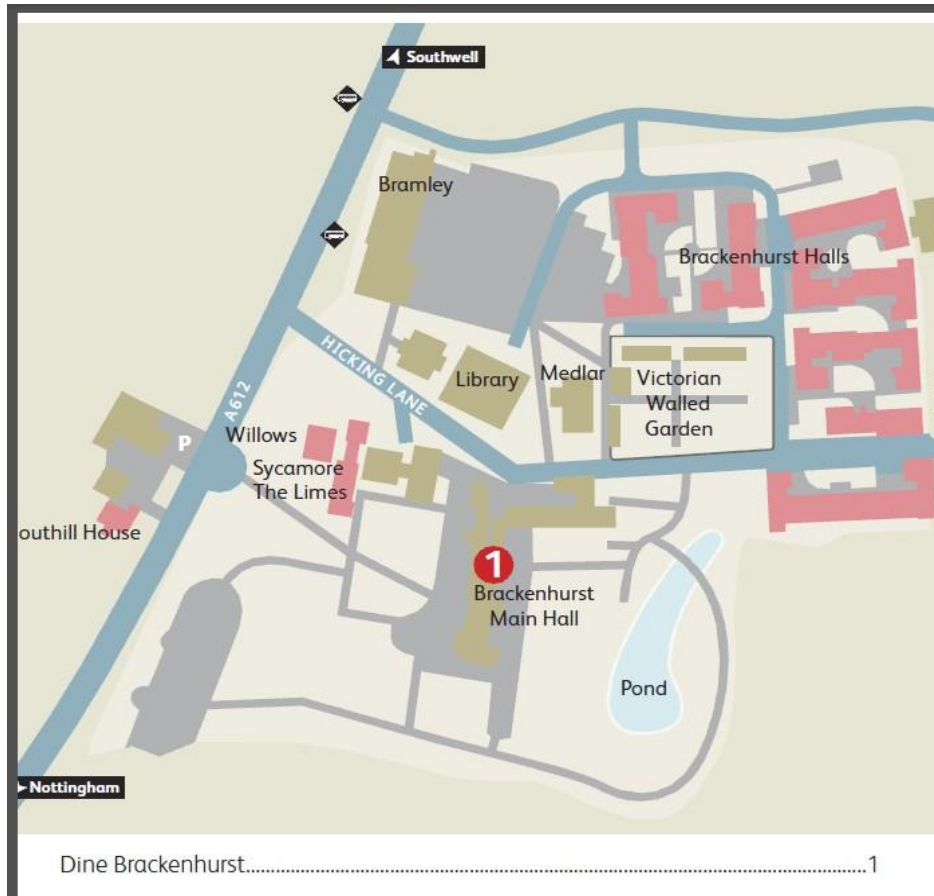 Southwell
Bramley
Brackenhurst Halls
HICKING LANE
Library
Medlar
Victorian
Walled
Garden
A612
P
Willows
Sycamore
The Limes
outhill House
1
Brackenhurst
Main Hall
Pond
Nottingham
Dine Brackenhurst..........................................................................................................1